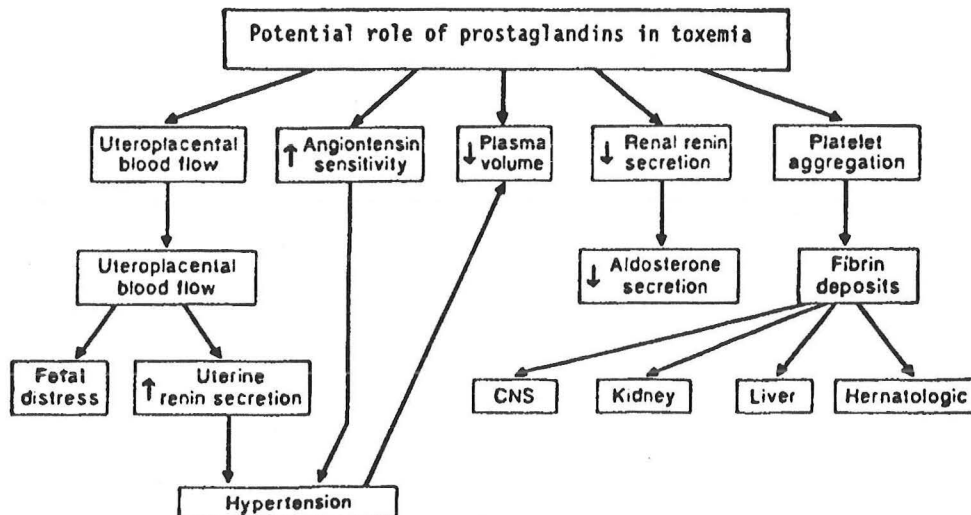 Potential role of prostaglandins in toxemia
Uteroplacental
blood flow
↑ Angiontensin
sensitivity
↓ Plasma
volume
↓ Renal renin
secretion
Platelet
aggregation
Uteroplacental
blood flow
↓ Aldosterone
secretion
Fibrin
deposits
Fetal
distress
↑ Uterine
renin secretion
CNS
Kidney
Liver
Hernatologic
Hypertension